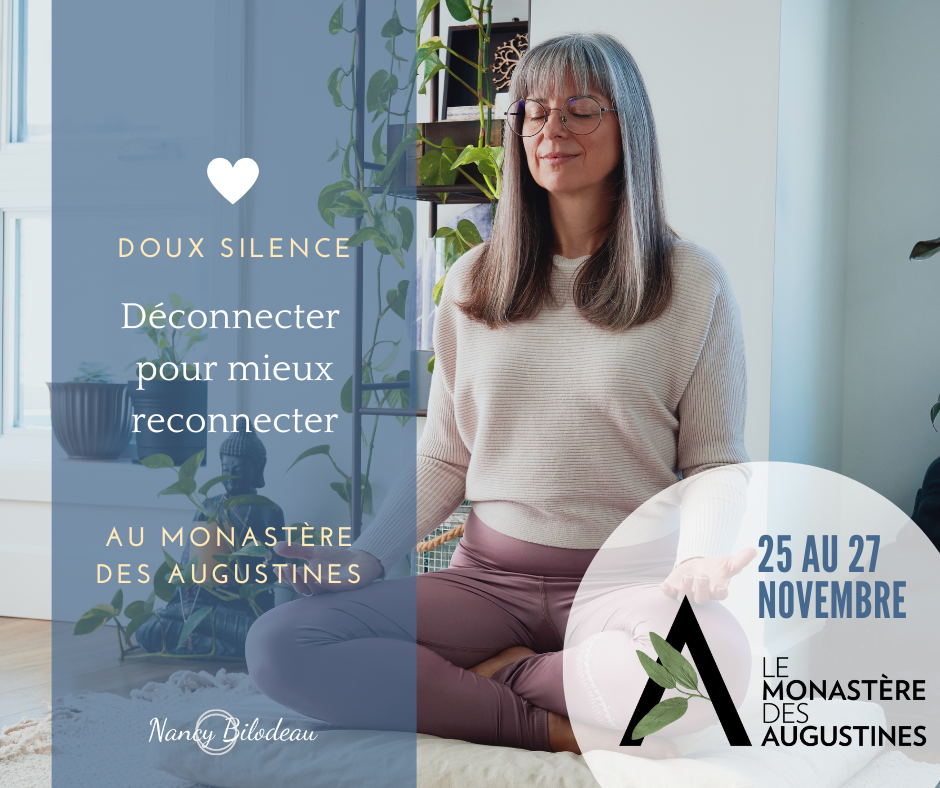 DOUX SILENCE
Déconnecter
pour mieux
reconnecter
AU MONASTÈRE
DES AUGUSTINES
Nancy Bilodeau
25 AU 27
NOVEMBRE
LE
MONASTÈRE
DES
AUGUSTINES